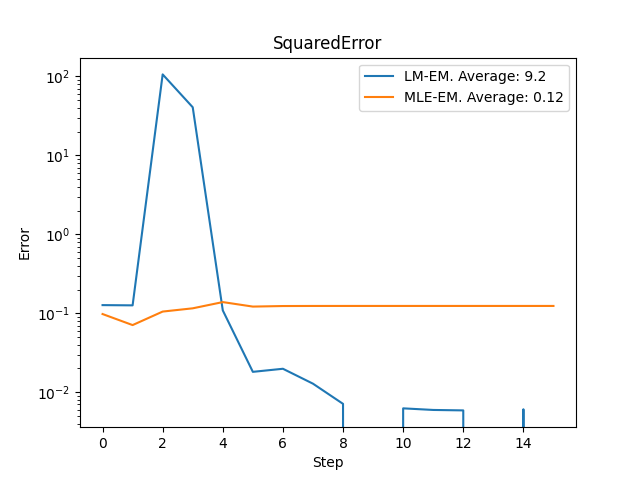 SquaredError
LM-EM. Average: 9.2
MLE-EM. Average: 0.12
10²
10¹
10⁰
10⁻¹
10⁻²
Error
0 2 4 6 8 10 12 14
Step